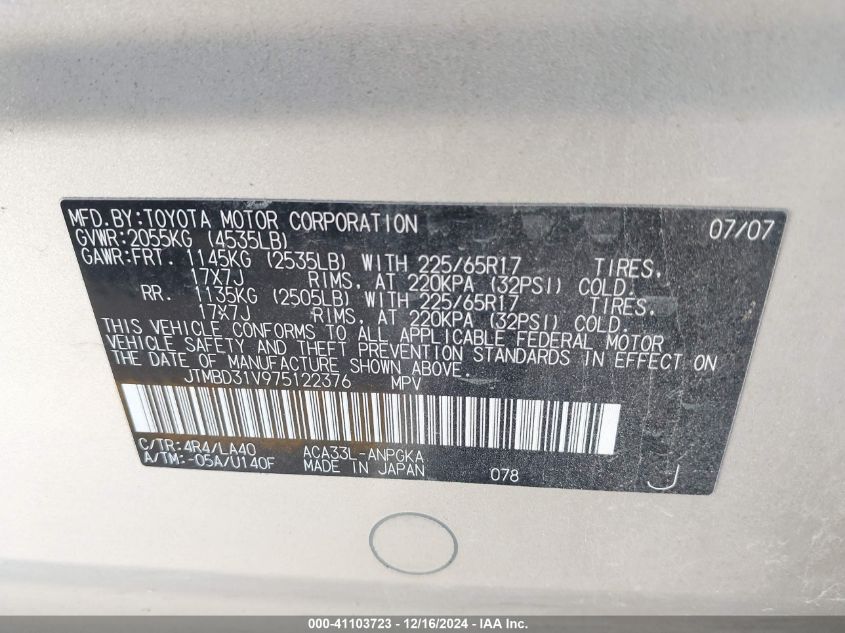 MFD.BY:TOYOTA MOTOR CORPORATION 07/07
GVWR:2055KG (4535LB)
GAWR:FRT. 1145KG (2535LB) WITH 225/65R17 TIRES.
17X7J RIMS, AT 220KPA (32PSI) COLD.
RR. 1135KG (2505LB) WITH 225/65R17 TIRES.
17X7J RIMS, AT 220KPA (32PSI) COLD.
THIS VEHICLE CONFORMS TO ALL APPLICABLE FEDERAL MOTOR
VEHICLE SAFETY AND THEFT PREVENTION STANDARDS IN EFFECT ON
THE DATE OF MANUFACTURE SHOWN ABOVE.
JTMBD31V975122376 MPV
C/TR:4R4/LA40 ACA33L-ANPGKA
A/TM:-05A/U140F MADE IN JAPAN 078 J
000-41103723 - 12/16/2024 - IAA Inc.